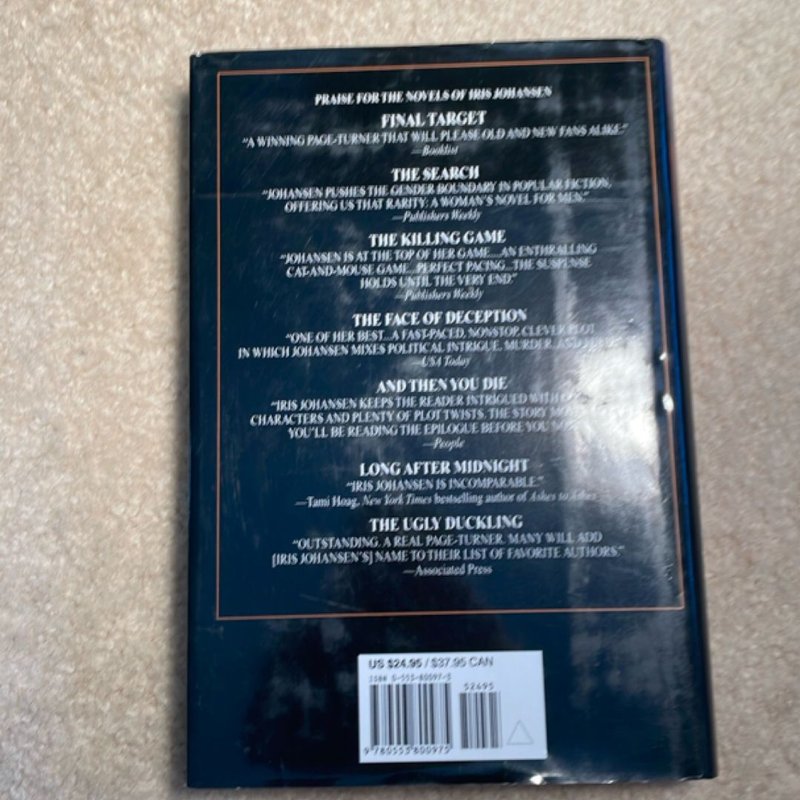 PRAISE FOR THE NOVELS OF IRIS JOHANSEN
FINAL TARGET
"A WINNING PAGE-TURNER THAT WILL PLEASE OLD AND NEW FANS ALIKE."
—Booklist
THE SEARCH
"JOHANSEN PUSHES THE GENDER BOUNDARY IN POPULAR FICTION,
OFFERING US THAT RARITY: A WOMAN'S NOVEL FOR MEN."
—Publishers Weekly
THE KILLING GAME
"JOHANSEN IS AT THE TOP OF HER GAME....AN ENTHRALLING
CAT-AND-MOUSE GAME...PERFECT PACING...THE SUSPENSE
HOLDS UNTIL THE VERY END."
—Publishers Weekly
THE FACE OF DECEPTION
"ONE OF HER BEST...A FAST-PACED, NONSTOP, CLEVER PLOT
IN WHICH JOHANSEN MIXES POLITICAL INTRIGUE, MURDER, AND
—USA Today
AND THEN YOU DIE
"IRIS JOHANSEN KEEPS THE READER INTRIGUED WITH
CHARACTERS AND PLENTY OF PLOT TWISTS. THE STORY
YOU'LL BE READING THE EPILOGUE BEFORE YOU
—People
LONG AFTER MIDNIGHT
"IRIS JOHANSEN IS INCOMPARABLE."
—Tami Hoag, New York Times bestselling author of Ashes to Ashes
THE UGLY DUCKLING
"OUTSTANDING. A REAL PAGE-TURNER. MANY WILL ADD
[IRIS JOHANSEN'S] NAME TO THEIR LIST OF FAVORITE AUTHORS."
—Associated Press
US $24.95 / $37.95 CAN
ISBN 0-553-80097-5
52495
9 780553 800975